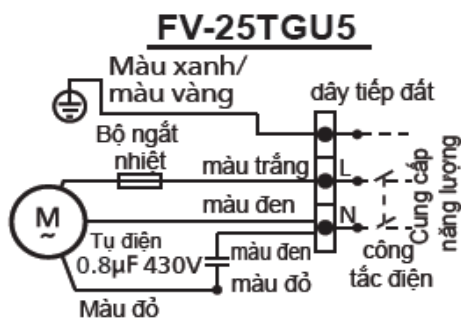 FV-25TGU5
Màu xanh/
màu vàng
dây tiếp đất
Bộ ngắt
nhiệt
màu trắng
L
màu đen
N
M
~
Tụ điện
0.8µF 430V
màu đen
màu đỏ
Màu đỏ
công
tắc điện
Cung cấp
năng lượng